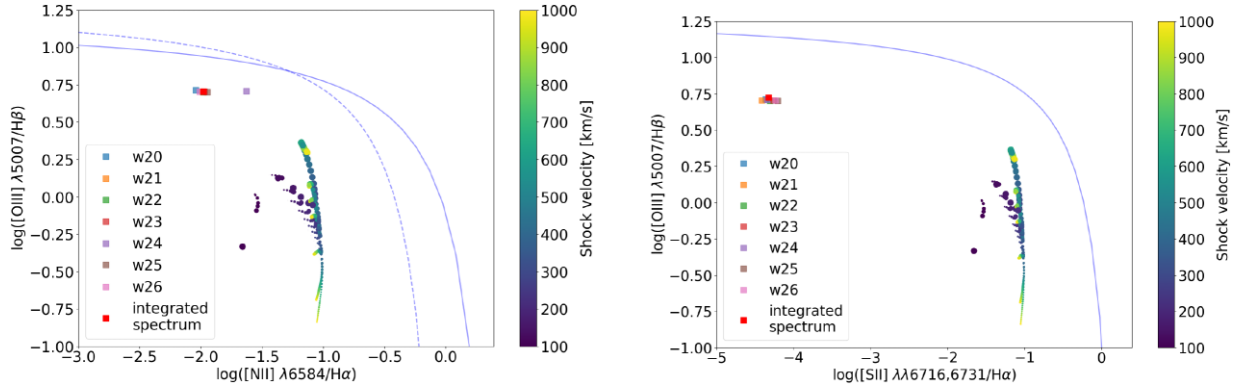 1.25
1.00
0.75
0.50
0.25
0.00
−0.25
−0.50
−0.75
−1.00
log([OIII] λ5007/Hβ)
w20
w21
w22
w23
w24
w25
w26
integrated
spectrum
−3.0 −2.5 −2.0 −1.5 −1.0 −0.5 0.0
log([NII] λ6584/Hα)
1000
900
800
700
600
500
400
300
200
100
Shock velocity [km/s]
1.25
1.00
0.75
0.50
0.25
0.00
−0.25
−0.50
−0.75
−1.00
log([OIII] λ5007/Hβ)
w20
w21
w22
w23
w24
w25
w26
integrated
spectrum
−5 −4 −3 −2 −1 0
log([SII] λλ6716,6731/Hα)
1000
900
800
700
600
500
400
300
200
100
Shock velocity [km/s]